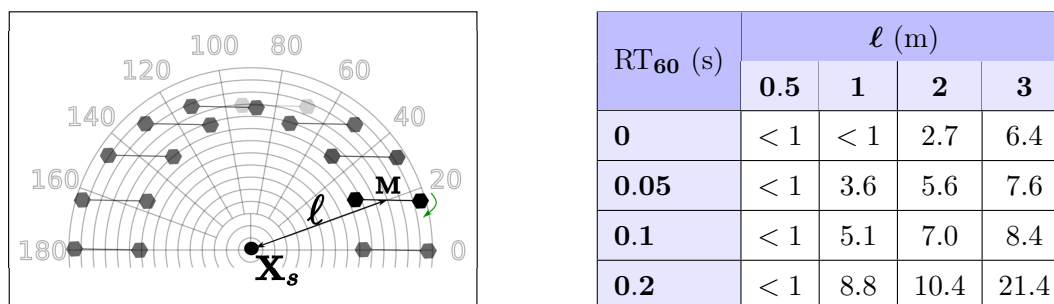 100 80
120 60
140 40
160 M 20
ℓ
180 0
X_s
RT60 (s) ℓ (m)
0.5 1 2 3
0 < 1 < 1 2.7 6.4
0.05 < 1 3.6 5.6 7.6
0.1 < 1 5.1 7.0 8.4
0.2 < 1 8.8 10.4 21.4